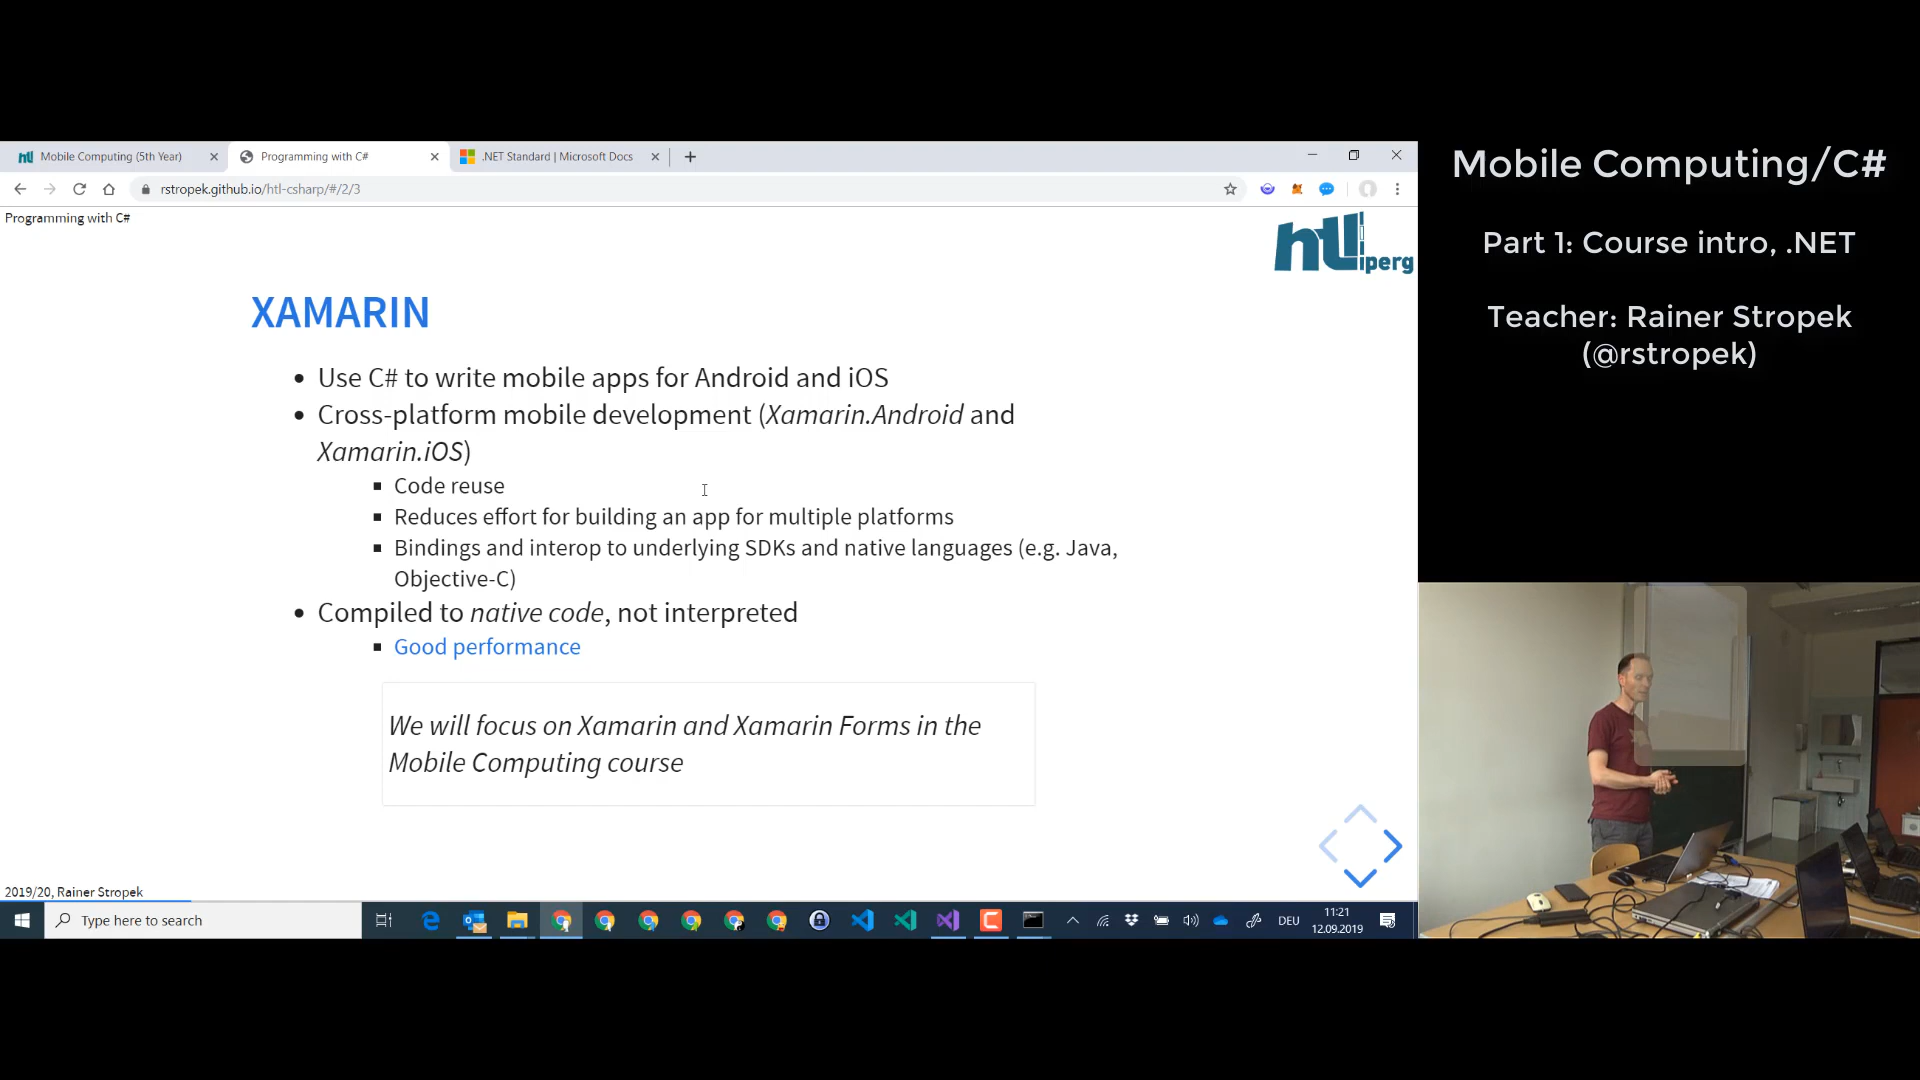 Mobile Computing (5th Year)
Programming with C#
.NET Standard | Microsoft Docs
rstropek.github.io/htl-csharp/#/2/3
Programming with C#
htl
iperg
XAMARIN
Use C# to write mobile apps for Android and iOS
Cross-platform mobile development (Xamarin.Android and
Xamarin.iOS)
Code reuse
Reduces effort for building an app for multiple platforms
Bindings and interop to underlying SDKs and native languages (e.g. Java,
Objective-C)
Compiled to native code, not interpreted
Good performance
We will focus on Xamarin and Xamarin Forms in the
Mobile Computing course
2019/20, Rainer Stropek
Type here to search
DEU
11:21
12.09.2019
Mobile Computing/C#
Part 1: Course intro, .NET
Teacher: Rainer Stropek
(@rstropek)